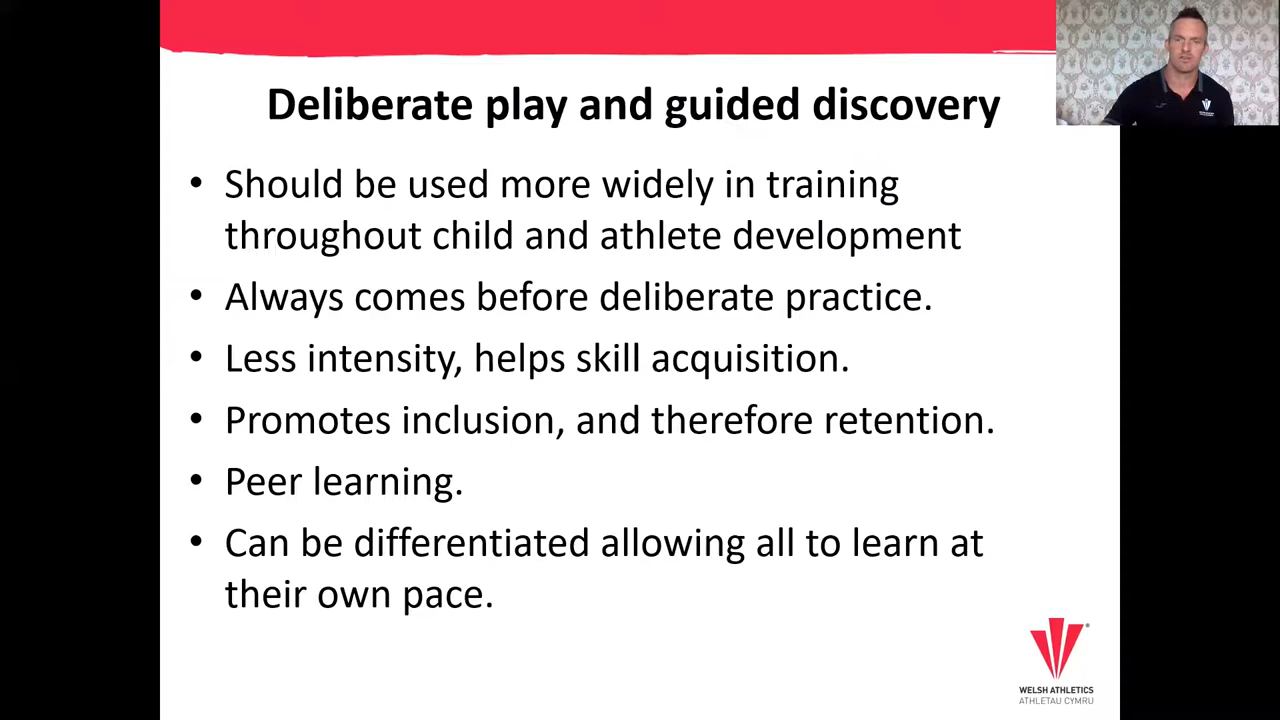 Deliberate play and guided discovery
• Should be used more widely in training
throughout child and athlete development
• Always comes before deliberate practice.
• Less intensity, helps skill acquisition.
• Promotes inclusion, and therefore retention.
• Peer learning.
• Can be differentiated allowing all to learn at
their own pace.
WELSH ATHLETICS
ATHLETAU CYMRU